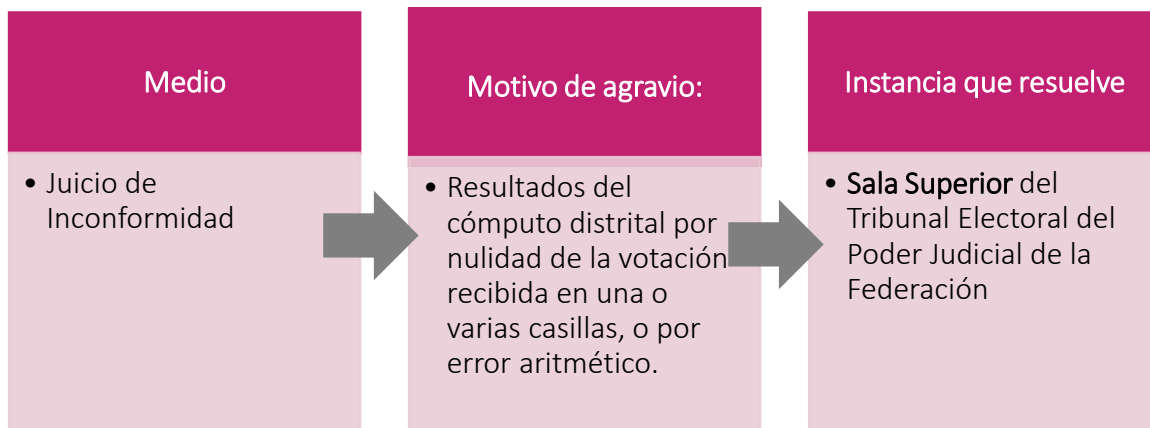 Medio
• Juicio de
Inconformidad
Motivo de agravio:
• Resultados del
cómputo distrital por
nulidad de la votación
recibida en una o
varias casillas, o por
error aritmético.
Instancia que resuelve
• Sala Superior del
Tribunal Electoral del
Poder Judicial de la
Federación